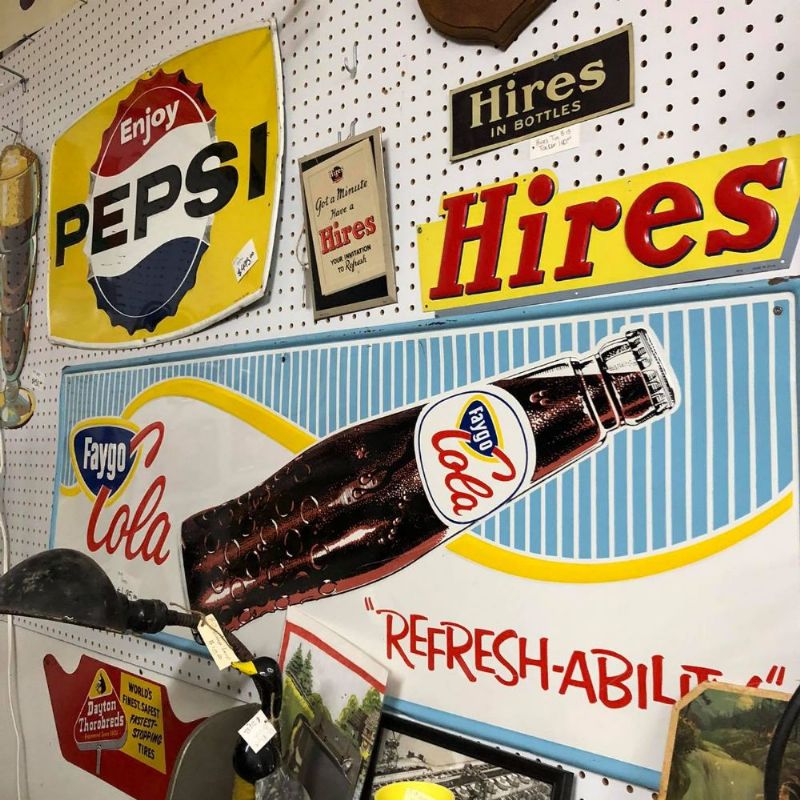 Enjoy
PEPSI
Got a Minute
Have a
Hires
YOUR INVITATION
TO Refresh
Hires
IN BOTTLES
Hires
Faygo
Cola
Faygo
Cola
"REFRESH-ABILITY"
Dayton
Thorobreds
WORLD'S
FINEST, SAFEST
FASTEST-
STOPPING
TIRES